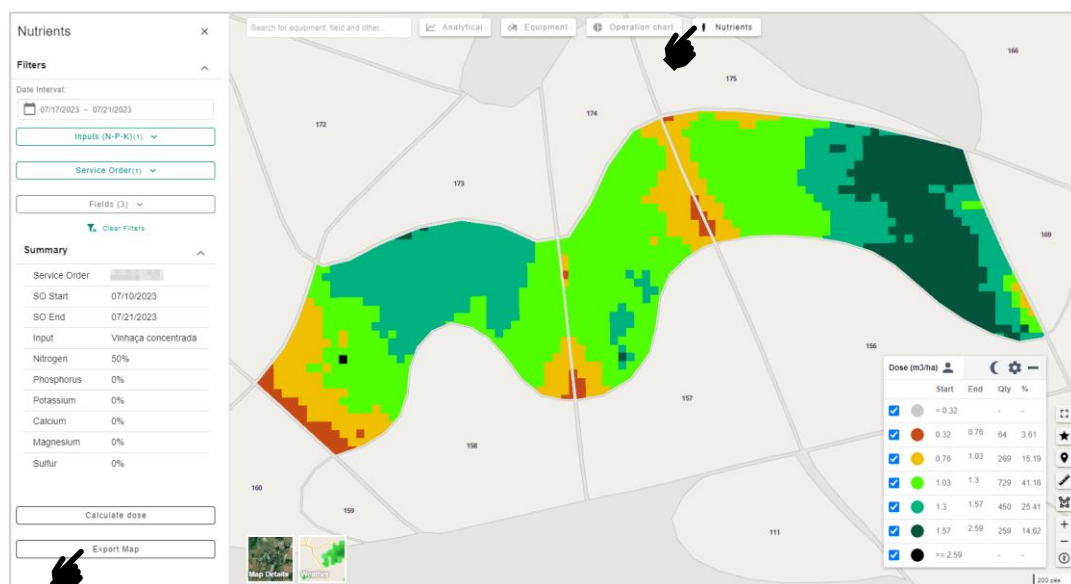 Nutrients ×
Search for equipment, field and other...
Analytical
Equipment
Operation chart
Nutrients
Filters
Date Interval:
07/17/2023 – 07/21/2023
Inputs (N-P-K)(1)
Service Order(1)
Fields (3)
Clear Filters
Summary
Service Order
SO Start 07/10/2023
SO End 07/21/2023
Input Vinhaça concentrada
Nitrogen 50%
Phosphorus 0%
Potassium 0%
Calcium 0%
Magnesium 0%
Sulfur 0%
Calculate dose
Export Map
166
175
174
172
173
169
156
157
158
160
159
111
Dose (m3/ha)
Start End Qty %
< 0.32 - -
0.32 0.76 64 3.61
0.76 1.03 269 15.19
1.03 1.3 729 41.16
1.3 1.57 450 25.41
1.57 2.59 259 14.62
>= 2.59 - -
Map Details
Weather
200 pés